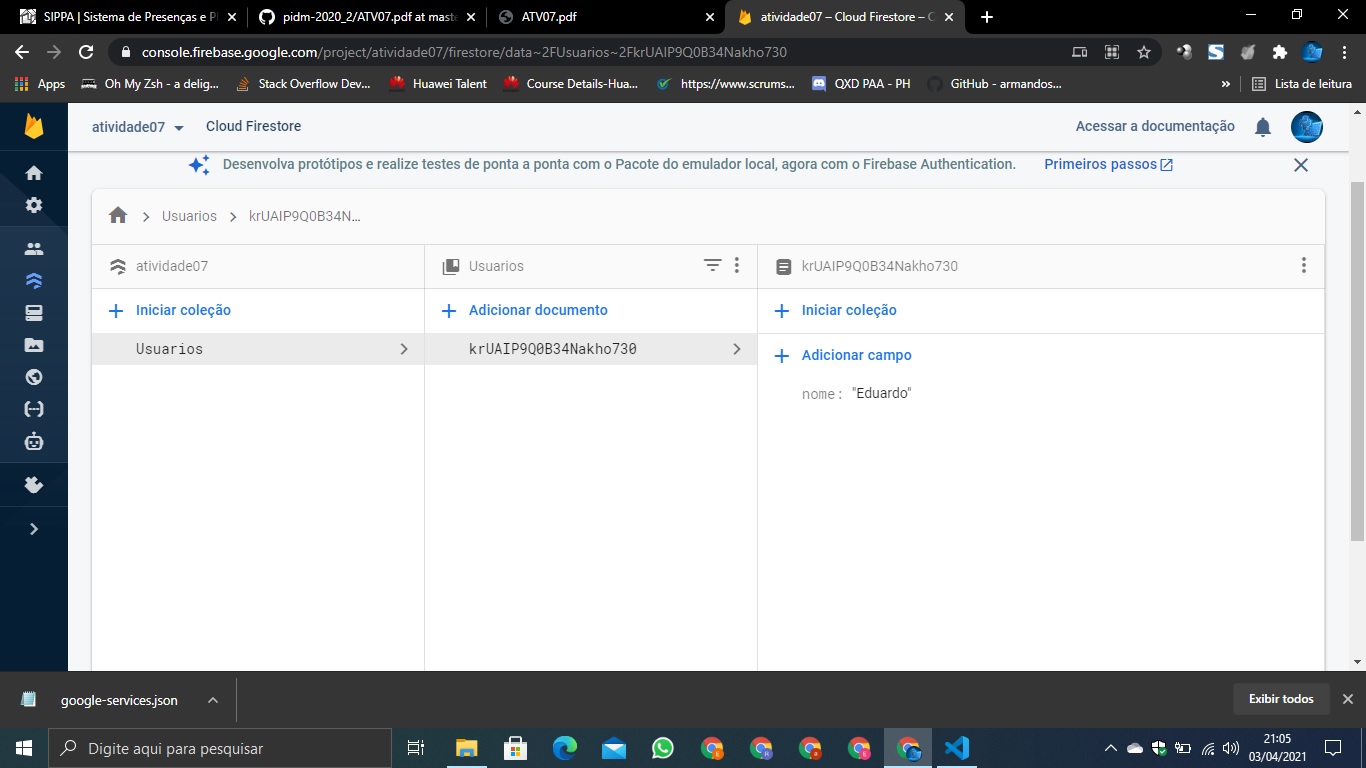 SIPPA | Sistema de Presenças e P
pidm-2020_2/ATV07.pdf at maste
ATV07.pdf
atividade07 – Cloud Firestore – C
console.firebase.google.com/project/atividade07/firestore/data~2FUsuarios~2FkrUAIP9Q0B34Nakho730
Apps
Oh My Zsh - a delig...
Stack Overflow Dev...
Huawei Talent
Course Details-Hua...
https://www.scrums...
QXD PAA - PH
GitHub - armandos...
»
Lista de leitura
atividade07
Cloud Firestore
Acessar a documentação
Desenvolva protótipos e realize testes de ponta a ponta com o Pacote do emulador local, agora com o Firebase Authentication.
Primeiros passos
Usuarios
krUAIP9Q0B34N...
atividade07
Usuarios
krUAIP9Q0B34Nakho730
Iniciar coleção
Adicionar documento
Iniciar coleção
Usuarios
krUAIP9Q0B34Nakho730
Adicionar campo
nome: "Eduardo"
google-services.json
Exibir todos
Digite aqui para pesquisar
21:05
03/04/2021